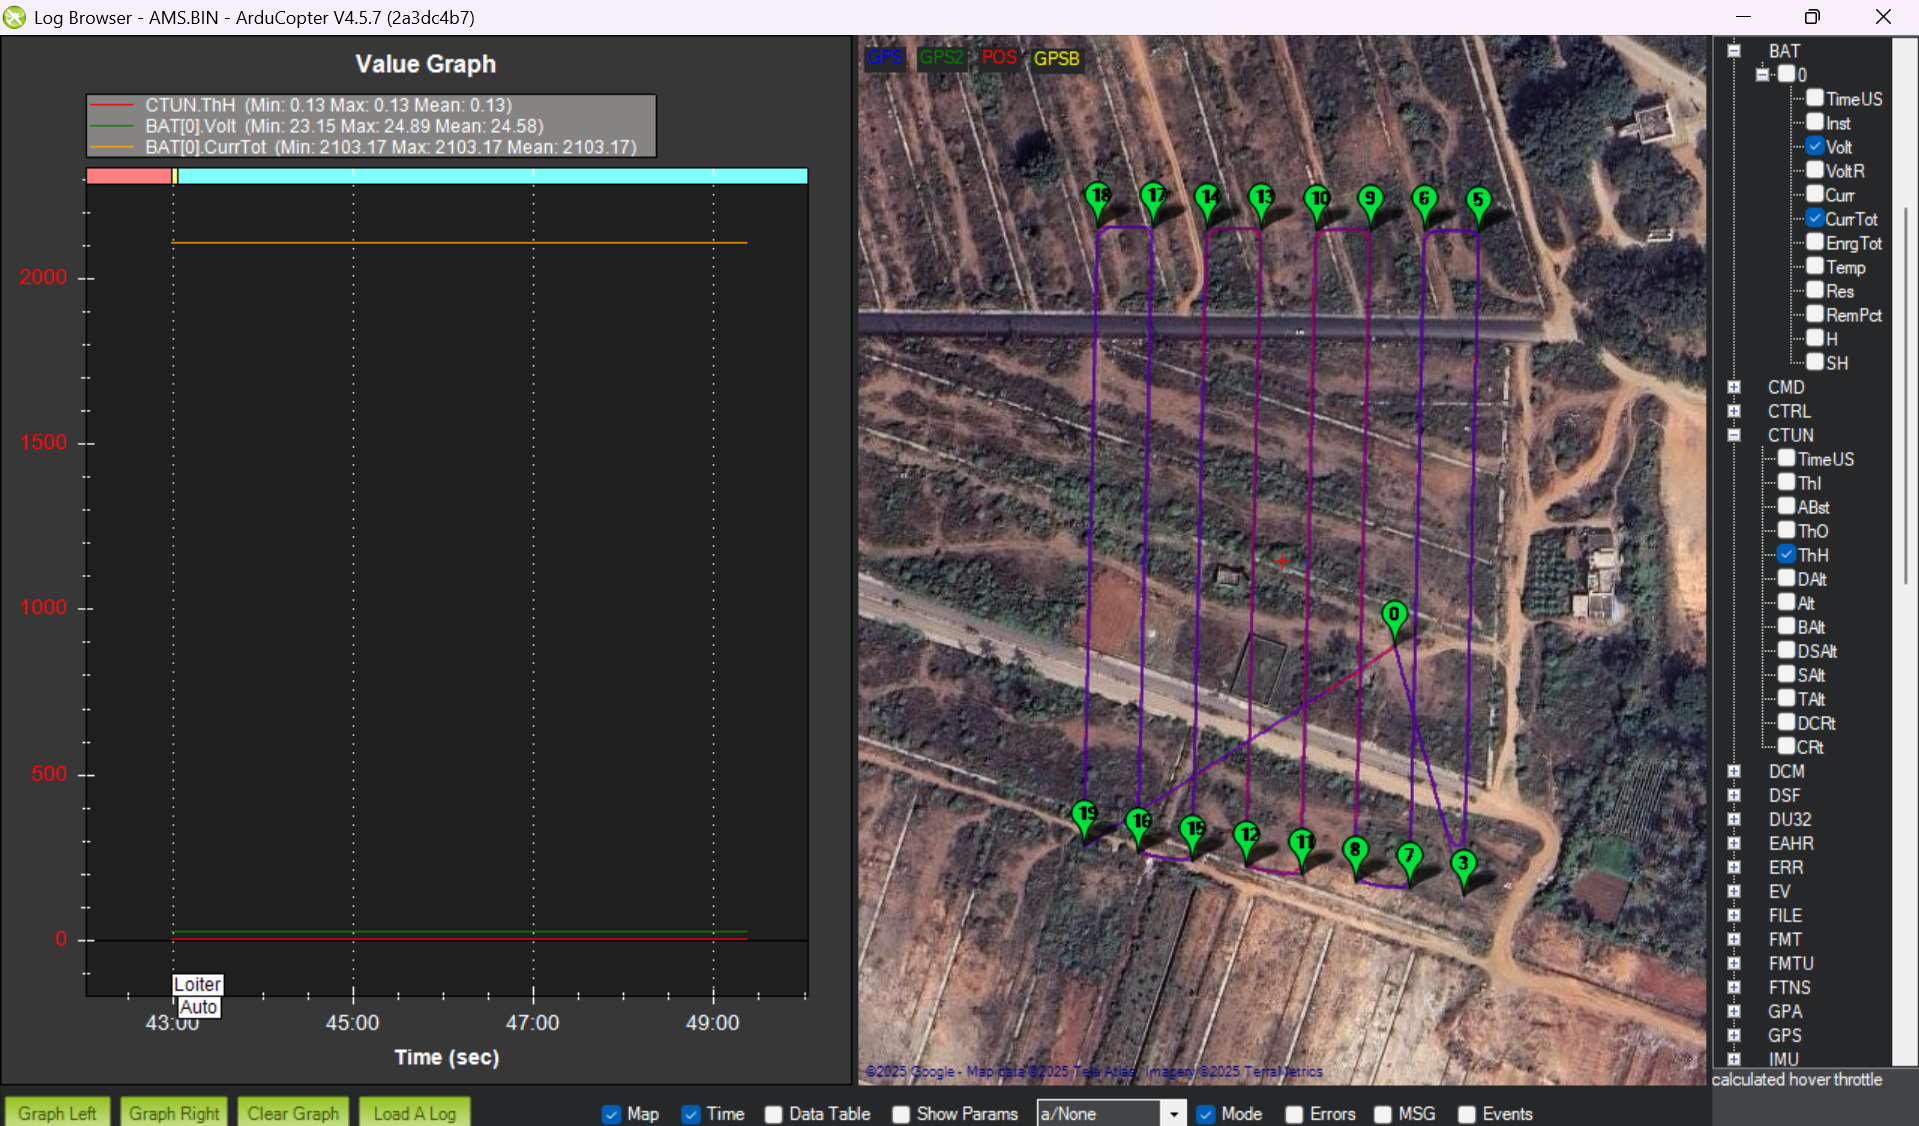 Log Browser - AMS.BIN - ArduCopter V4.5.7 (2a3dc4b7)
Value Graph
CTUN.ThH (Min: 0.13 Max: 0.13 Mean: 0.13)
BAT[0].Volt (Min: 23.15 Max: 24.89 Mean: 24.58)
BAT[0].CurrTot (Min: 2103.17 Max: 2103.17 Mean: 2103.17)
2000
1500
1000
500
0
Loiter
Auto
43:00 45:00 47:00 49:00
Time (sec)
GPS GPS2 POS GPSB
18 17 14 13 10 9 6 5
0
19 16 15 12 11 8 7 3
©2025 Google - Map data ©2025 Tele Atlas, Imagery ©2025 TerraMetrics
BAT
0
TimeUS
Inst
Volt
VoltR
Curr
CurrTot
EnrgTot
Temp
Res
RemPct
H
SH
CMD
CTRL
CTUN
TimeUS
ThI
ABst
ThO
ThH
DAlt
Alt
BAlt
DSAlt
SAlt
TAlt
DCRt
CRt
DCM
DSF
DU32
EAHR
ERR
EV
FILE
FMT
FMTU
FTNS
GPA
GPS
IMU
calculated hover throttle
Graph Left Graph Right Clear Graph Load A Log Map Time Data Table Show Params a/None Mode Errors MSG Events